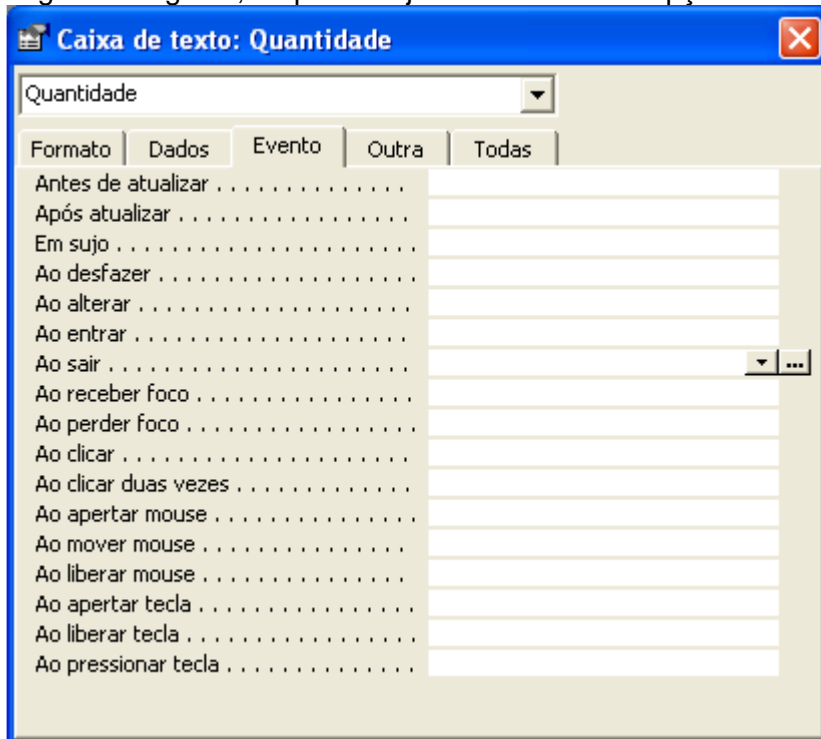 Caixa de texto: Quantidade
Quantidade
Formato Dados Evento Outra Todas
Antes de atualizar . . . . . . . . . . . . . .
Após atualizar . . . . . . . . . . . . . . . . .
Em sujo . . . . . . . . . . . . . . . . . . . . . .
Ao desfazer . . . . . . . . . . . . . . . . . . .
Ao alterar . . . . . . . . . . . . . . . . . . . .
Ao entrar . . . . . . . . . . . . . . . . . . . .
Ao sair . . . . . . . . . . . . . . . . . . . . . . ...
Ao receber foco . . . . . . . . . . . . . . . .
Ao perder foco . . . . . . . . . . . . . . . . .
Ao clicar . . . . . . . . . . . . . . . . . . . . .
Ao clicar duas vezes . . . . . . . . . . . . .
Ao apertar mouse . . . . . . . . . . . . . . .
Ao mover mouse . . . . . . . . . . . . . . .
Ao liberar mouse . . . . . . . . . . . . . . .
Ao apertar tecla . . . . . . . . . . . . . . . .
Ao liberar tecla . . . . . . . . . . . . . . . . .
Ao pressionar tecla . . . . . . . . . . . . . .